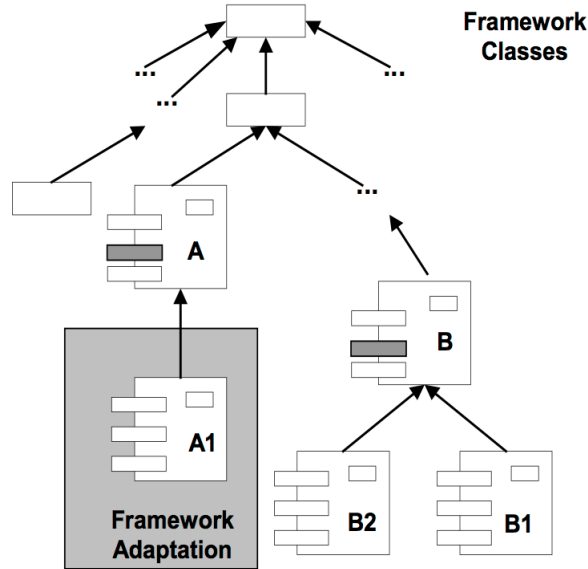 Framework
Classes
...
...
...
...
A
B
A1
B2
B1
Framework
Adaptation